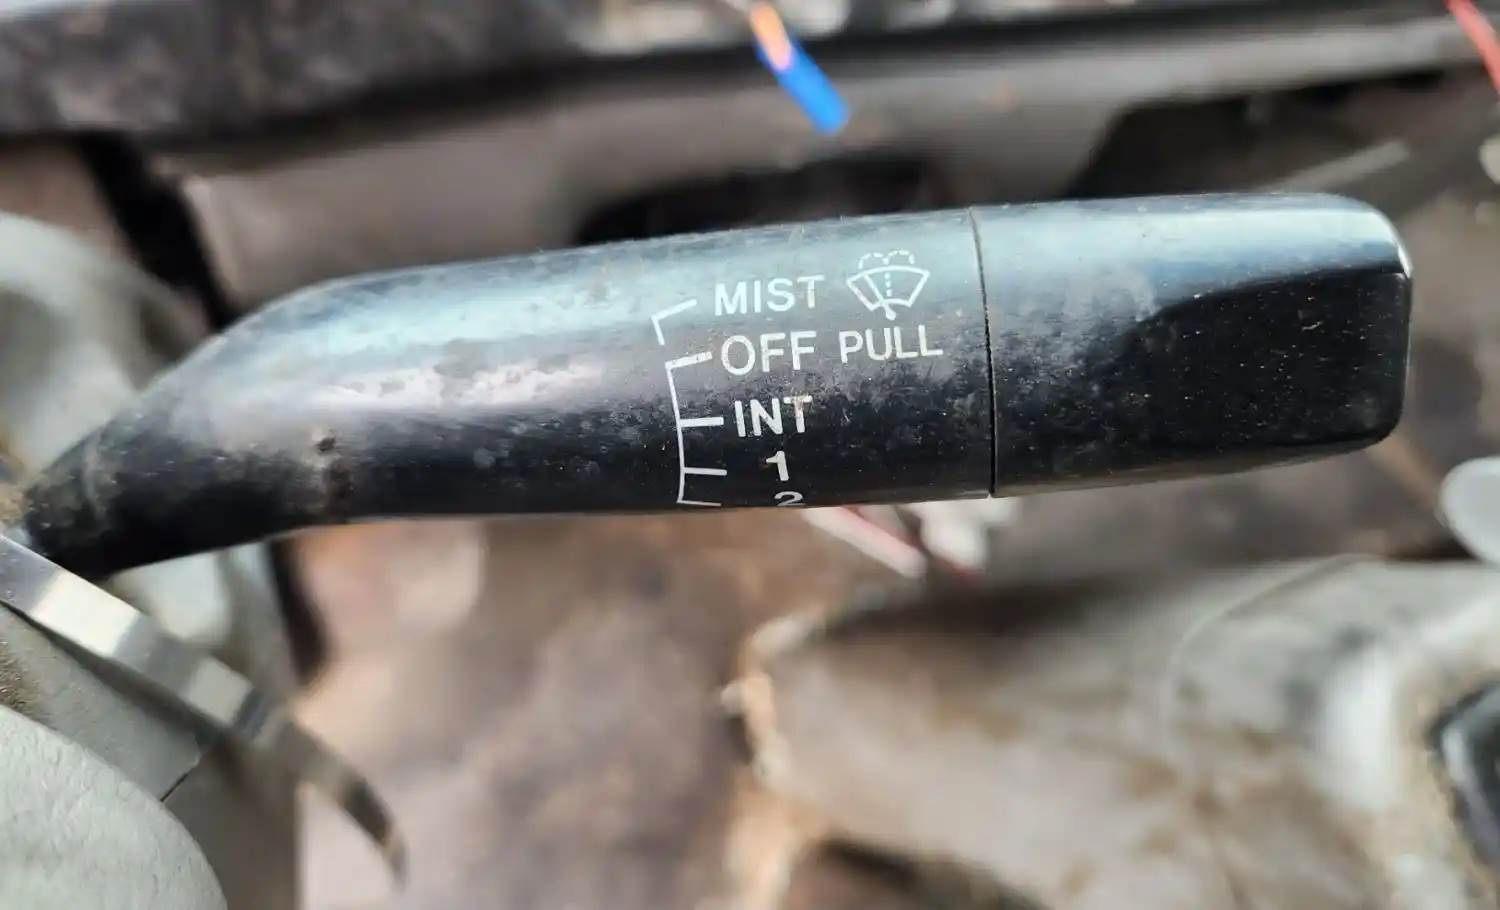 MIST
OFF PULL
INT
1
2